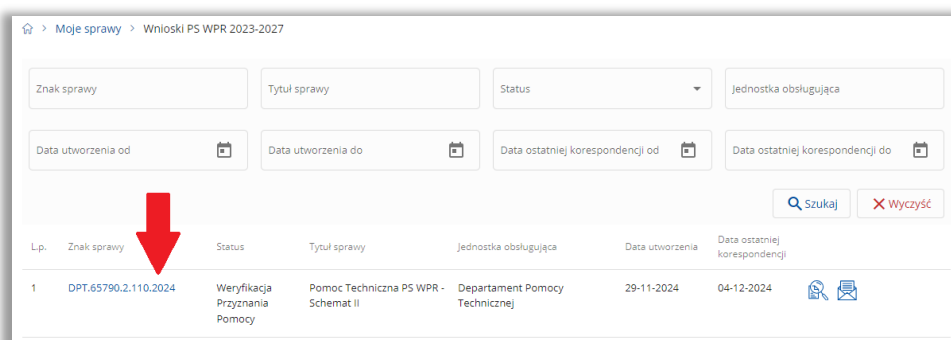 Moje sprawy > Wnioski PS WPR 2023-2027
Znak sprawy
Tytuł sprawy
Status
Jednostka obsługująca
Data utworzenia od
Data utworzenia do
Data ostatniej korespondencji od
Data ostatniej korespondencji do
Szukaj
Wyczyść
L.p. Znak sprawy Status Tytuł sprawy Jednostka obsługująca Data utworzenia Data ostatniej
korespondencji
1 DPT.65790.2.110.2024 Weryfikacja Pomoc Techniczna PS WPR - Departament Pomocy 29-11-2024 04-12-2024
Przyznania Schemat II Technicznej
Pomocy